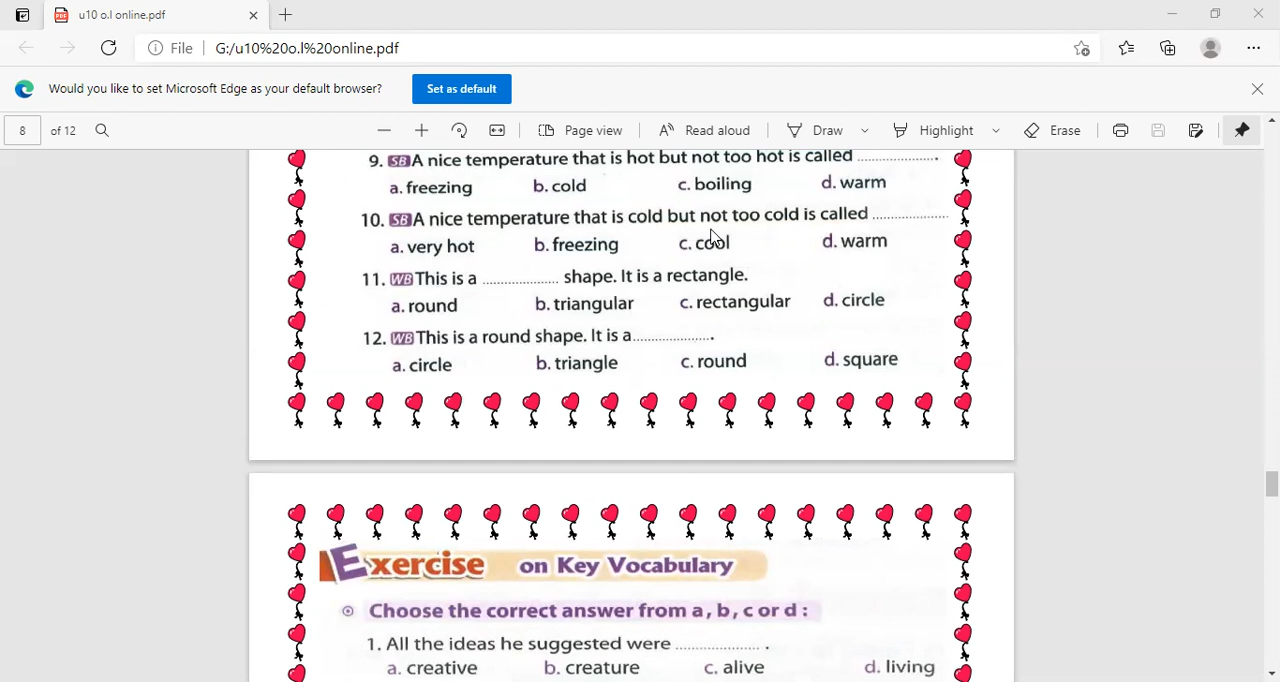 u10 o.l online.pdf
File G:/u10%20o.l%20online.pdf
Would you like to set Microsoft Edge as your default browser? Set as default
8 of 12 Page view Read aloud Draw Highlight Erase
9. SB A nice temperature that is hot but not too hot is called ................... .
a. freezing b. cold c. boiling d. warm
10. SB A nice temperature that is cold but not too cold is called ...................
a. very hot b. freezing c. cool d. warm
11. WB This is a ................... shape. It is a rectangle.
a. round b. triangular c. rectangular d. circle
12. WB This is a round shape. It is a................... .
a. circle b. triangle c. round d. square
Exercise on Key Vocabulary
Choose the correct answer from a , b , c or d :
1. All the ideas he suggested were ................... .
a. creative b. creature c. alive d. living